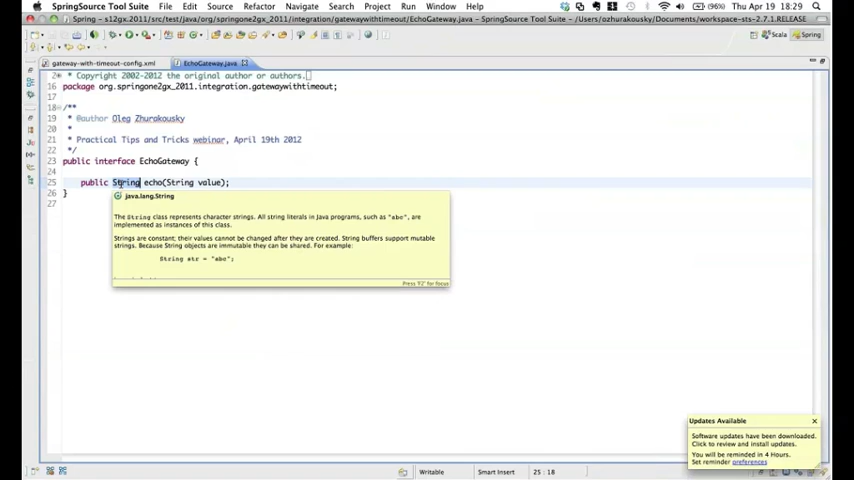 SpringSource Tool Suite File Edit Source Refactor Navigate Search Project Run Window Help (96%) Thu Apr 19 18:29
Spring - s12gx.2011/src/test/java/org/springone2gx_2011/integration/gatewaywithtimeout/EchoGateway.java - SpringSource Tool Suite - /Users/ozhurakousky/Documents/workspace-sts-2.7.1.RELEASE
Scala Spring
gateway-with-timeout-config.xml EchoGateway.java
2 * Copyright 2002-2012 the original author or authors.
16 package org.springone2gx_2011.integration.gatewaywithtimeout;
17
18 /**
19 * @author Oleg Zhurakousky
20 *
21 * Practical Tips and Tricks webinar, April 19th 2012
22 */
23 public interface EchoGateway {
24
25 public String echo(String value);
26 }
27
java.lang.String
The String class represents character strings. All string literals in Java programs, such as "abc", are
implemented as instances of this class.
Strings are constant; their values cannot be changed after they are created. String buffers support mutable
strings. Because String objects are immutable they can be shared. For example:
String str = "abc";
Press 'F2' for focus
Updates Available
Software updates have been downloaded.
Click to review and install updates.
You will be reminded in 4 Hours.
Set reminder preferences
Writable Smart Insert 25 : 18